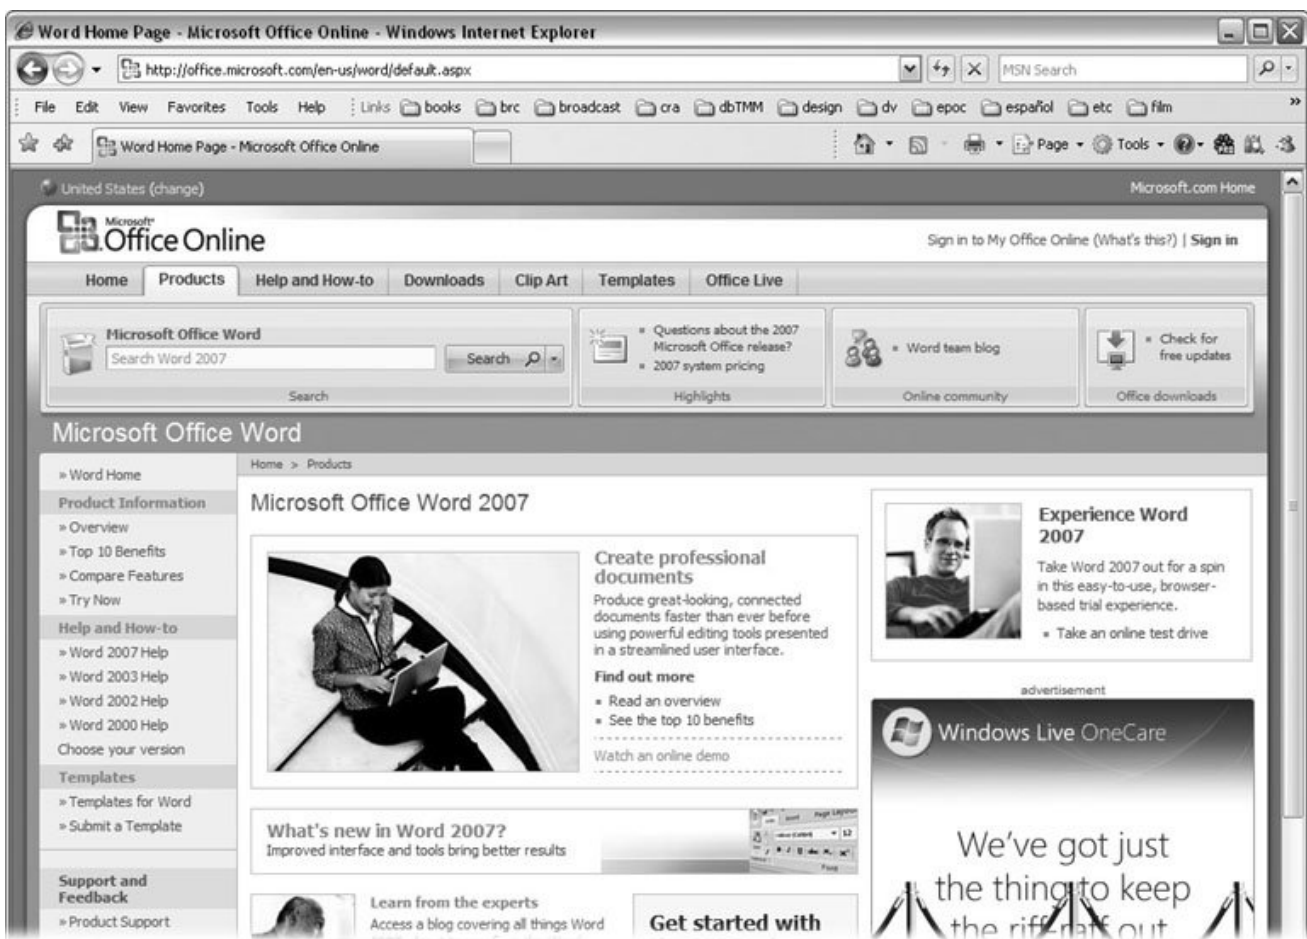 Word Home Page - Microsoft Office Online - Windows Internet Explorer
http://office.microsoft.com/en-us/word/default.aspx
MSN Search
File Edit View Favorites Tools Help Links books brc broadcast cra dbTMM design dv epoc español etc film »
Word Home Page - Microsoft Office Online
Page Tools
United States (change)
Microsoft.com Home
Microsoft®
Office Online
Sign in to My Office Online (What's this?) | Sign in
Home Products Help and How-to Downloads Clip Art Templates Office Live
Microsoft Office Word
Search Word 2007
Search
Search
Questions about the 2007
Microsoft Office release?
2007 system pricing
Highlights
Word team blog
Online community
Check for
free updates
Office downloads
Microsoft Office Word
» Word Home
Product Information
» Overview
» Top 10 Benefits
» Compare Features
» Try Now
Help and How-to
» Word 2007 Help
» Word 2003 Help
» Word 2002 Help
» Word 2000 Help
Choose your version
Templates
» Templates for Word
» Submit a Template
Support and
Feedback
» Product Support
Home > Products
Microsoft Office Word 2007
Create professional
documents
Produce great-looking, connected
documents faster than ever before
using powerful editing tools presented
in a streamlined user interface.
Find out more
Read an overview
See the top 10 benefits
Watch an online demo
What's new in Word 2007?
Improved interface and tools bring better results
Page Layout
12
Learn from the experts
Access a blog covering all things Word
Get started with
Experience Word
2007
Take Word 2007 out for a spin
in this easy-to-use, browser-
based trial experience.
Take an online test drive
advertisement
Windows Live OneCare
We've got just
the thing to keep
the riff-raff out